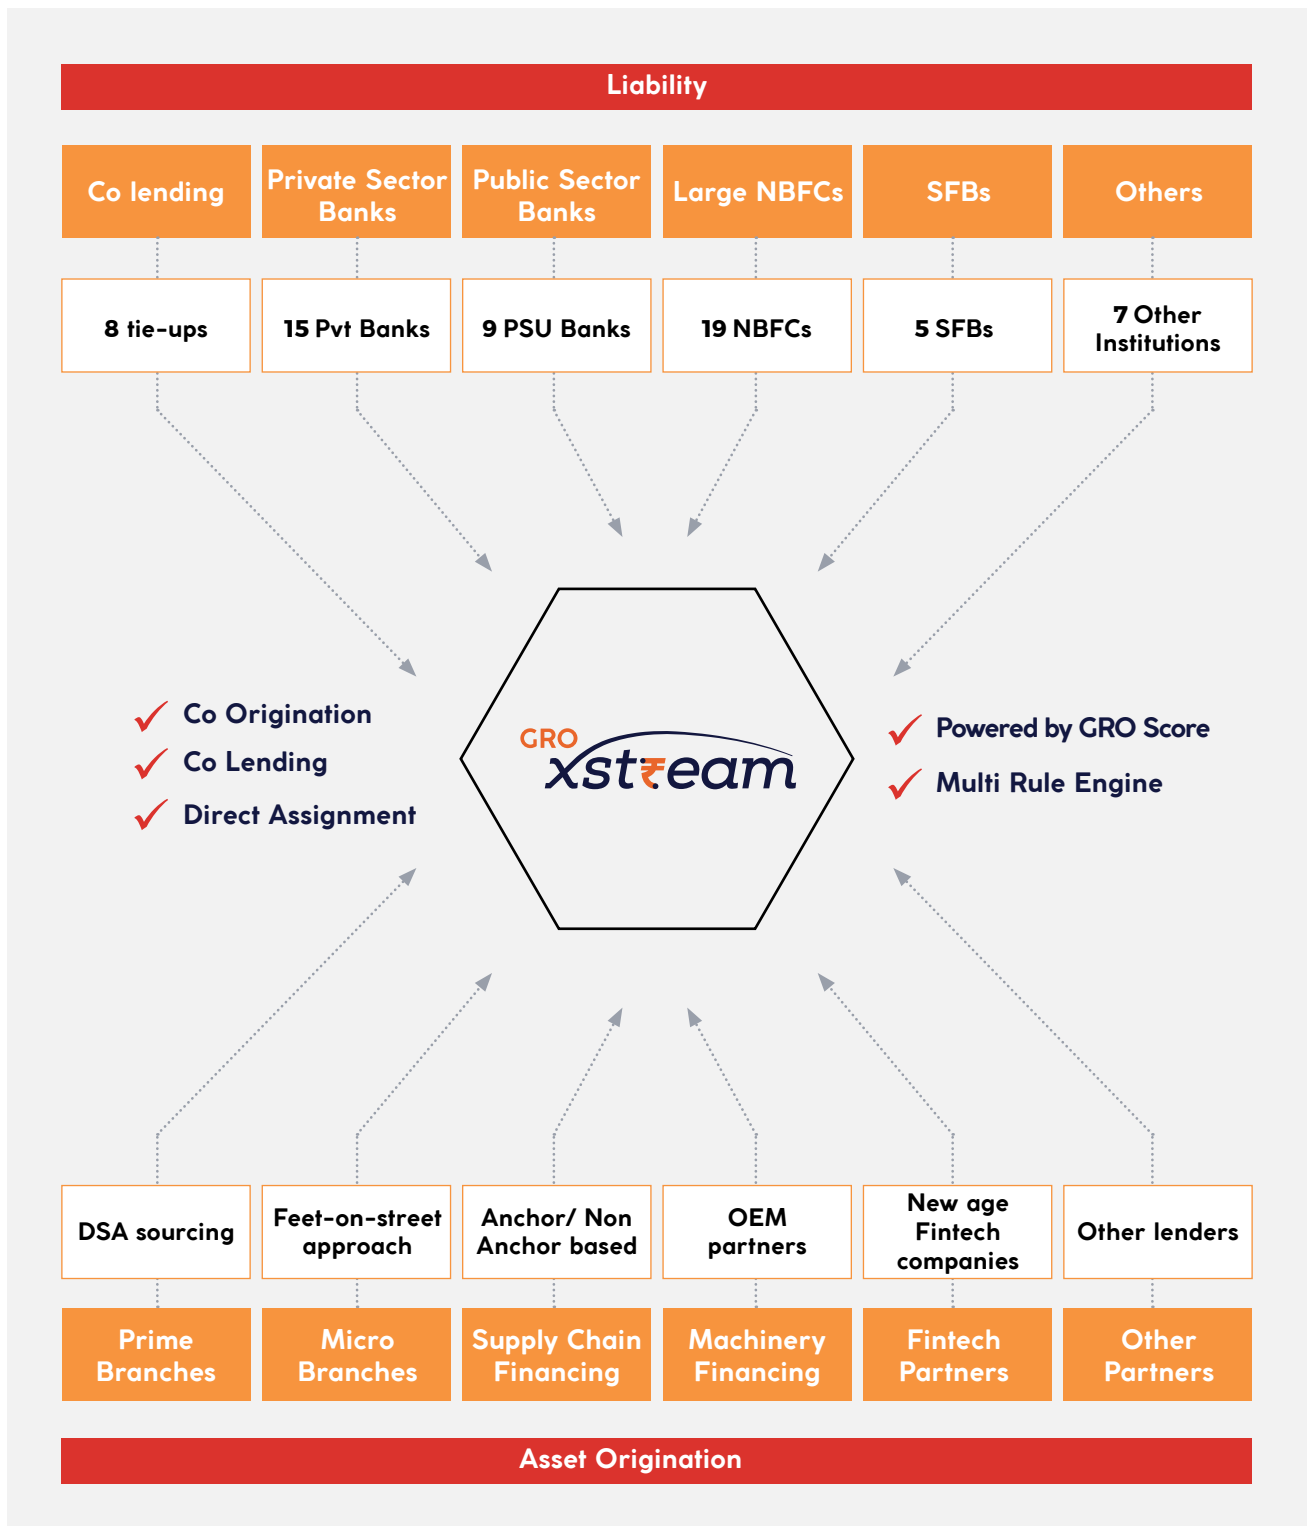 Liability
Co lending
Private Sector
Banks
Public Sector
Banks
Large NBFCs
SFBs
Others
8 tie-ups
15 Pvt Banks
9 PSU Banks
19 NBFCs
5 SFBs
7 Other
Institutions
Co Origination
Co Lending
Direct Assignment
GRO
xst₹eam
Powered by GRO Score
Multi Rule Engine
DSA sourcing
Feet-on-street
approach
Anchor/ Non
Anchor based
OEM
partners
New age
Fintech
companies
Other lenders
Prime
Branches
Micro
Branches
Supply Chain
Financing
Machinery
Financing
Fintech
Partners
Other
Partners
Asset Origination